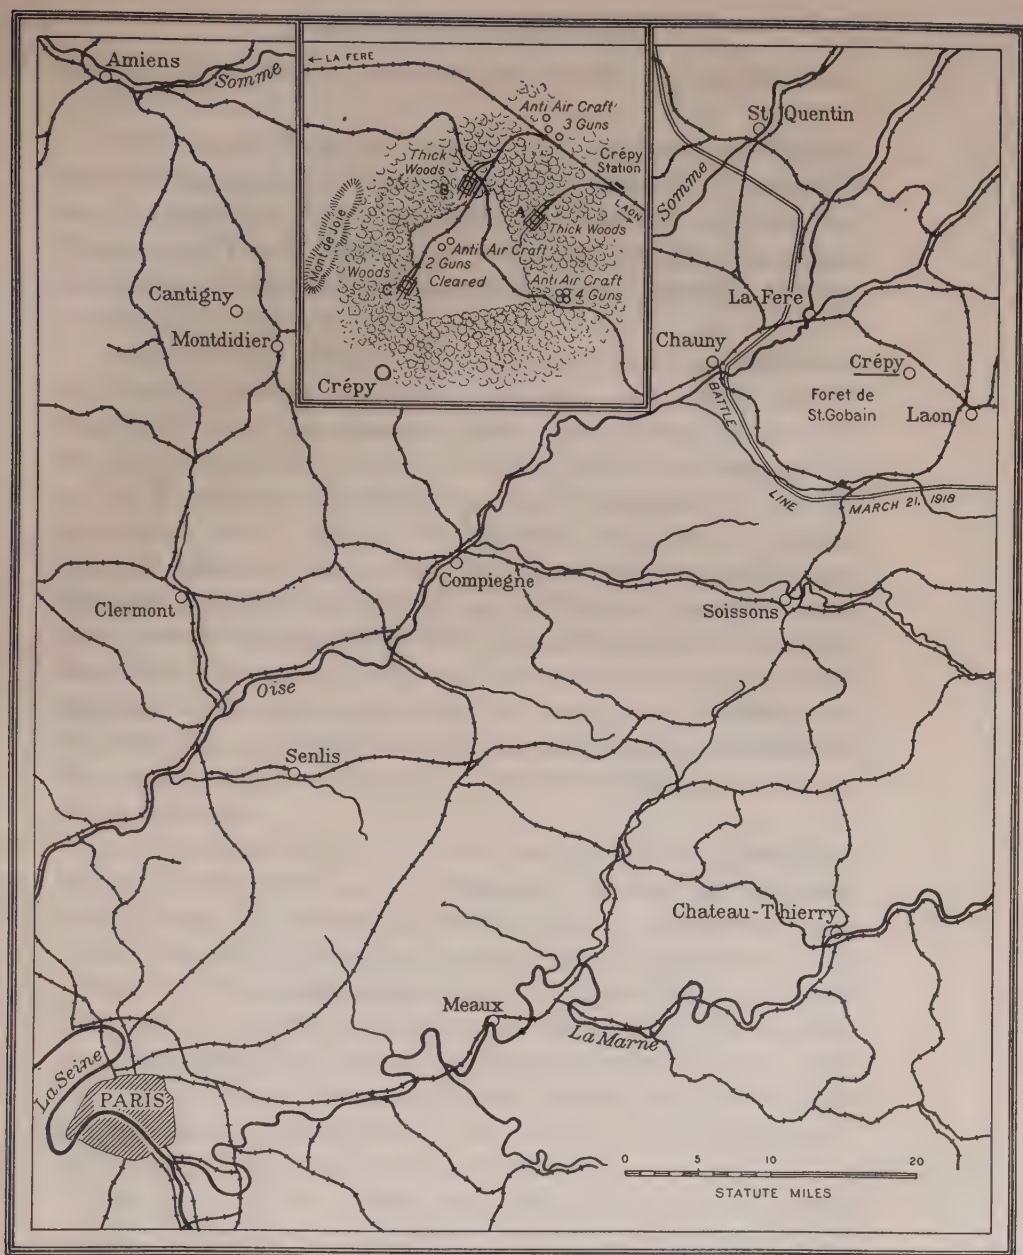 Amiens
Somme
← LA FERE
Anti Air Craft
3 Guns
Crépy
Station
LAON
Thick
Woods
B
A
Thick Woods
Mont de Joie
Anti Air Craft
2 Guns
Cleared
Woods
C
Anti Air Craft
4 Guns
Crépy
St. Quentin
Somme
La Fere
Cantigny
Montdidier
Chauny
Crépy
Foret de
St. Gobain
Laon
BATTLE
LINE
MARCH 21, 1918
Compiegne
Clermont
Soissons
Oise
Senlis
Chateau-Thierry
Meaux
La Marne
La Seine
PARIS
0 5 10 20
STATUTE MILES